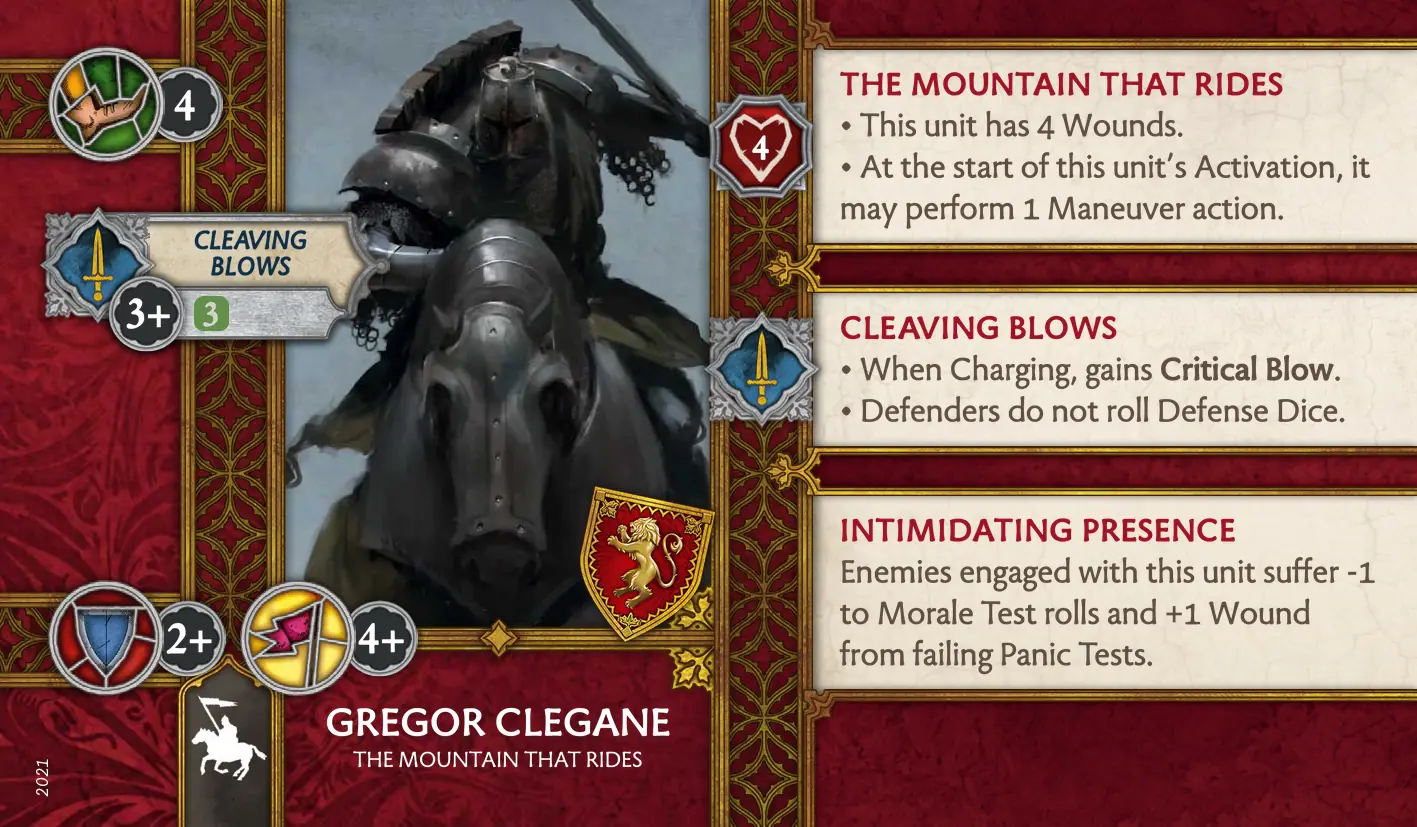 4
CLEAVING
BLOWS
3+
3
2+
4+
GREGOR CLEGANE
THE MOUNTAIN THAT RIDES
2021
4
THE MOUNTAIN THAT RIDES
• This unit has 4 Wounds.
• At the start of this unit's Activation, it
may perform 1 Maneuver action.
CLEAVING BLOWS
• When Charging, gains Critical Blow.
• Defenders do not roll Defense Dice.
INTIMIDATING PRESENCE
Enemies engaged with this unit suffer -1
to Morale Test rolls and +1 Wound
from failing Panic Tests.